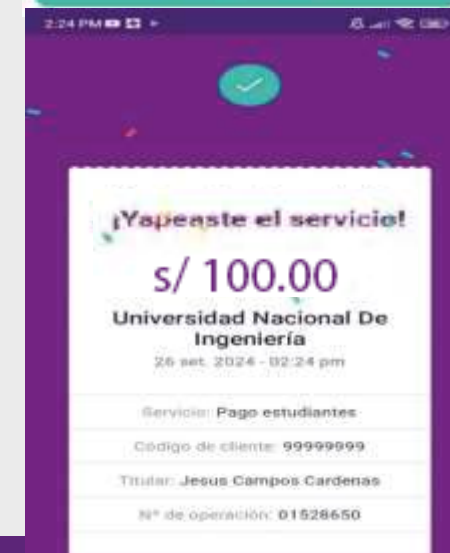 2:24 PM
¡Yapeaste el servicio!
s/ 100.00
Universidad Nacional De
Ingeniería
26 set. 2024 - 02:24 pm
Servicio: Pago estudiantes
Código de cliente: 99999999
Titular: Jesus Campos Cardenas
N° de operación: 01528650